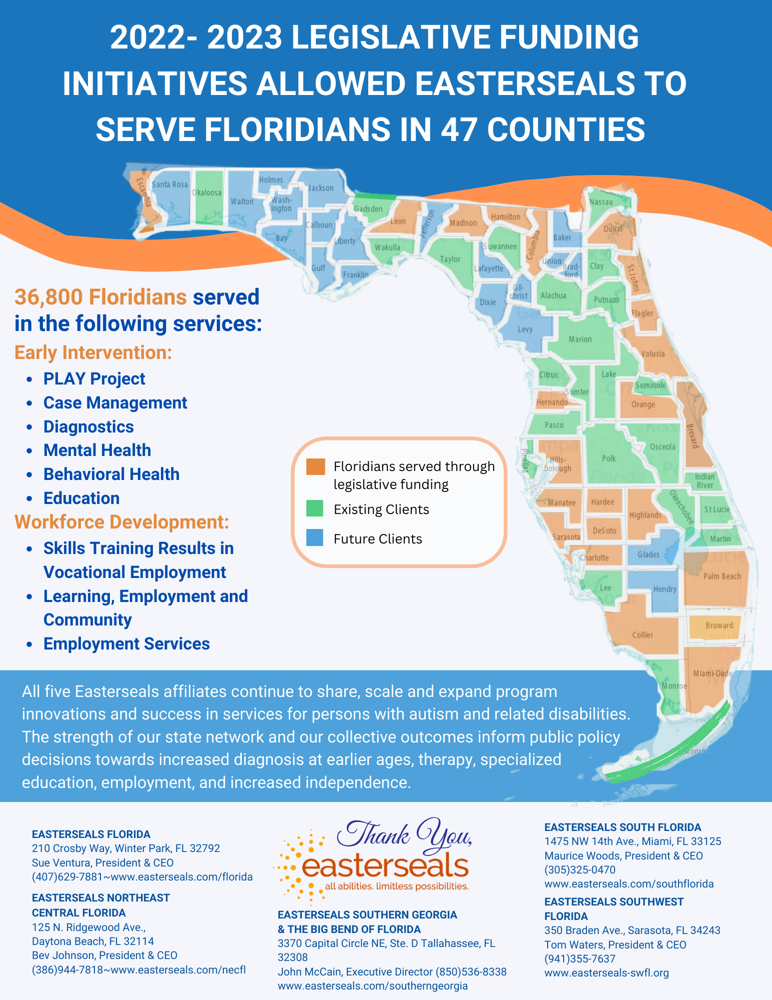 2022- 2023 LEGISLATIVE FUNDING
INITIATIVES ALLOWED EASTERSEALS TO
SERVE FLORIDIANS IN 47 COUNTIES
Escambia
Santa Rosa
Okaloosa
Walton
Holmes
Wash-
ington
Jackson
Bay
Calhoun
Gulf
Liberty
Franklin
Gadsden
Leon
Wakulla
Jefferson
Madison
Taylor
Hamilton
Suwannee
Lafayette
Columbia
Baker
Union
Brad-
ford
Nassau
Duval
Clay
St Johns
Dixie
Gil-
christ
Alachua
Putnam
Flagler
Levy
Marion
Volusia
Citrus
Sumter
Lake
Seminole
Hernando
Orange
Pasco
Brevard
Pinellas
Hills-
borough
Polk
Osceola
Indian
River
Manatee
Hardee
Highlands
Okeechobee
St Lucie
Sarasota
DeSoto
Martin
Charlotte
Glades
Lee
Hendry
Palm Beach
Collier
Broward
Monroe
Miami-Dade
Monroe
36,800 Floridians served
in the following services:
Early Intervention:
• PLAY Project
• Case Management
• Diagnostics
• Mental Health
• Behavioral Health
• Education
Workforce Development:
• Skills Training Results in
Vocational Employment
• Learning, Employment and
Community
• Employment Services
Floridians served through
legislative funding
Existing Clients
Future Clients
All five Easterseals affiliates continue to share, scale and expand program
innovations and success in services for persons with autism and related disabilities.
The strength of our state network and our collective outcomes inform public policy
decisions towards increased diagnosis at earlier ages, therapy, specialized
education, employment, and increased independence.
EASTERSEALS FLORIDA
210 Crosby Way, Winter Park, FL 32792
Sue Ventura, President & CEO
(407)629-7881~www.easterseals.com/florida
EASTERSEALS NORTHEAST
CENTRAL FLORIDA
125 N. Ridgewood Ave.,
Daytona Beach, FL 32114
Bev Johnson, President & CEO
(386)944-7818~www.easterseals.com/necfl
Thank You,
easterseals
all abilities. limitless possibilities.
EASTERSEALS SOUTHERN GEORGIA
& THE BIG BEND OF FLORIDA
3370 Capital Circle NE, Ste. D Tallahassee, FL
32308
John McCain, Executive Director (850)536-8338
www.easterseals.com/southerngeorgia
EASTERSEALS SOUTH FLORIDA
1475 NW 14th Ave., Miami, FL 33125
Maurice Woods, President & CEO
(305)325-0470
www.easterseals.com/southflorida
EASTERSEALS SOUTHWEST
FLORIDA
350 Braden Ave., Sarasota, FL 34243
Tom Waters, President & CEO
(941)355-7637
www.easterseals-swfl.org